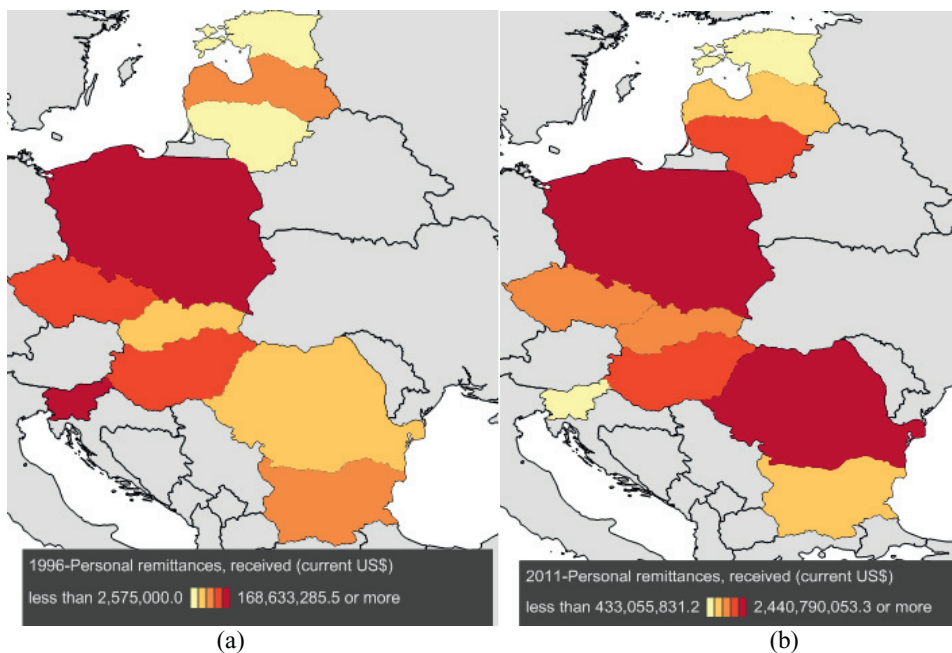 1996-Personal remittances, received (current US$)
less than 2,575,000.0 168,633,285.5 or more
(a)
2011-Personal remittances, received (current US$)
less than 433,055,831.2 2,440,790,053.3 or more
(b)